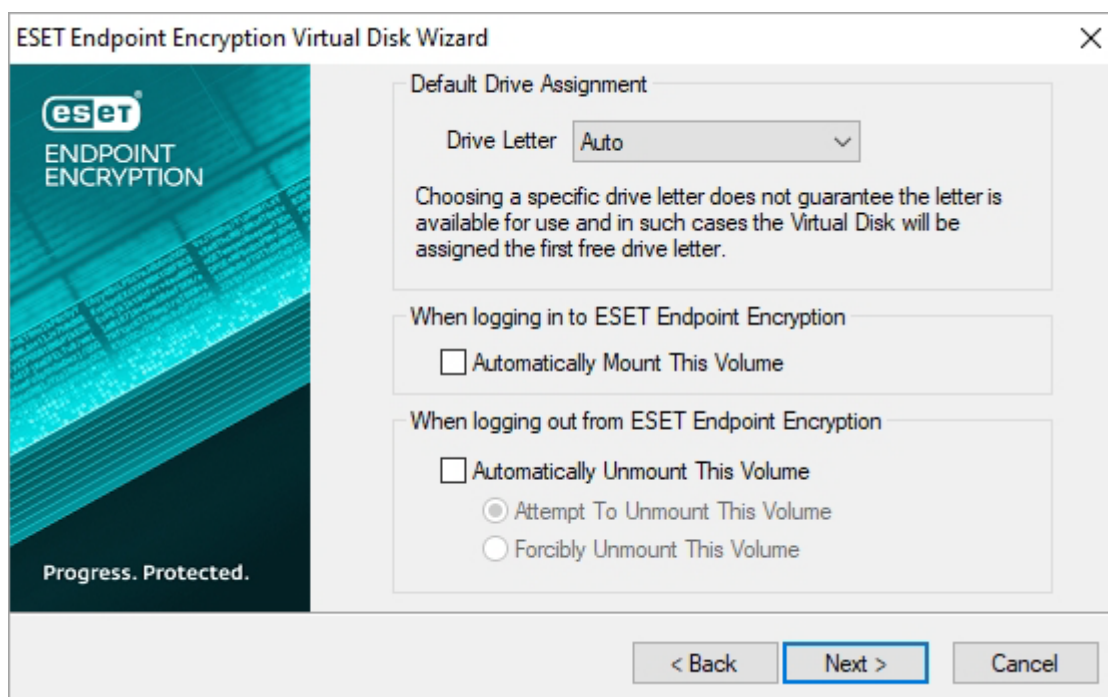 ESET Endpoint Encryption Virtual Disk Wizard
eseT
ENDPOINT
ENCRYPTION
Progress. Protected.
Default Drive Assignment
Drive Letter Auto
Choosing a specific drive letter does not guarantee the letter is
available for use and in such cases the Virtual Disk will be
assigned the first free drive letter.
When logging in to ESET Endpoint Encryption
Automatically Mount This Volume
When logging out from ESET Endpoint Encryption
Automatically Unmount This Volume
Attempt To Unmount This Volume
Forcibly Unmount This Volume
< Back Next > Cancel